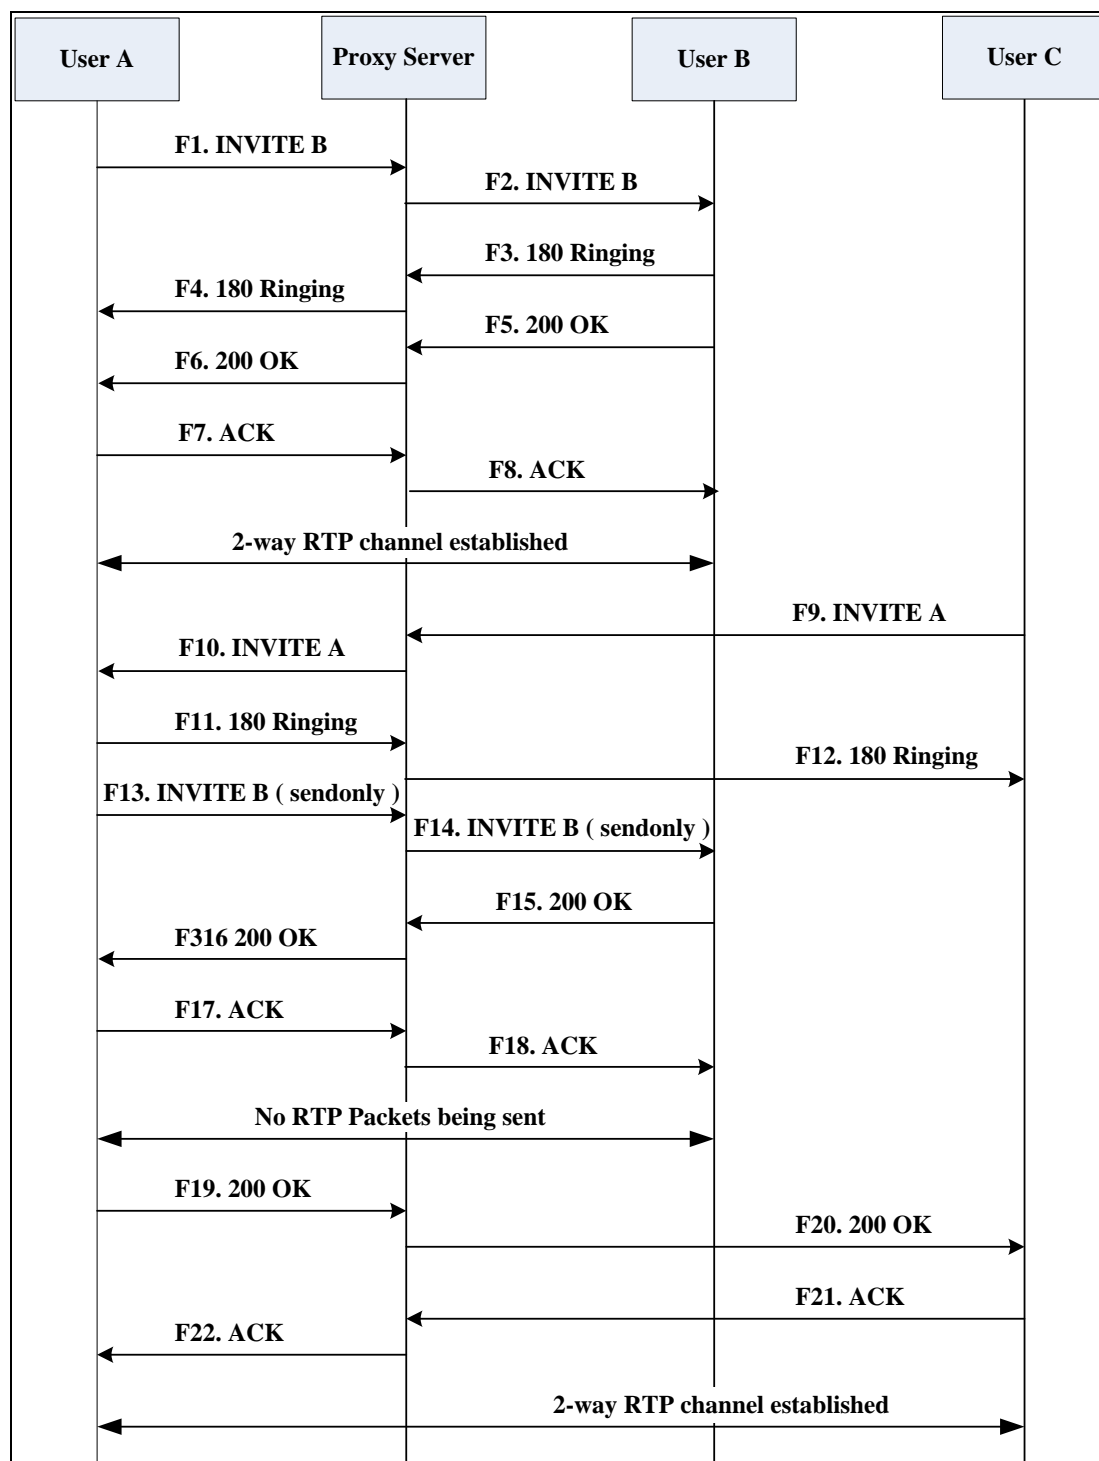 User A
Proxy Server
User B
User C
F1. INVITE B
F2. INVITE B
F3. 180 Ringing
F4. 180 Ringing
F5. 200 OK
F6. 200 OK
F7. ACK
F8. ACK
2-way RTP channel established
F9. INVITE A
F10. INVITE A
F11. 180 Ringing
F12. 180 Ringing
F13. INVITE B ( sendonly )
F14. INVITE B ( sendonly )
F15. 200 OK
F316 200 OK
F17. ACK
F18. ACK
No RTP Packets being sent
F19. 200 OK
F20. 200 OK
F21. ACK
F22. ACK
2-way RTP channel established